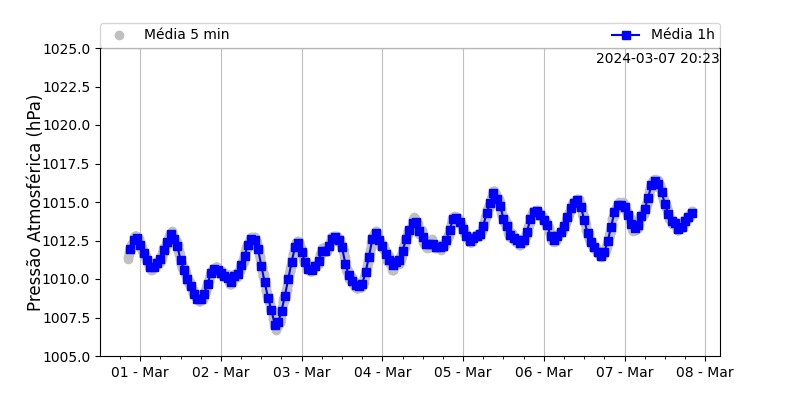 Média 5 min
Média 1h
2024-03-07 20:23
Pressão Atmosférica (hPa)
1025.0
1022.5
1020.0
1017.5
1015.0
1012.5
1010.0
1007.5
1005.0
01 - Mar
02 - Mar
03 - Mar
04 - Mar
05 - Mar
06 - Mar
07 - Mar
08 - Mar